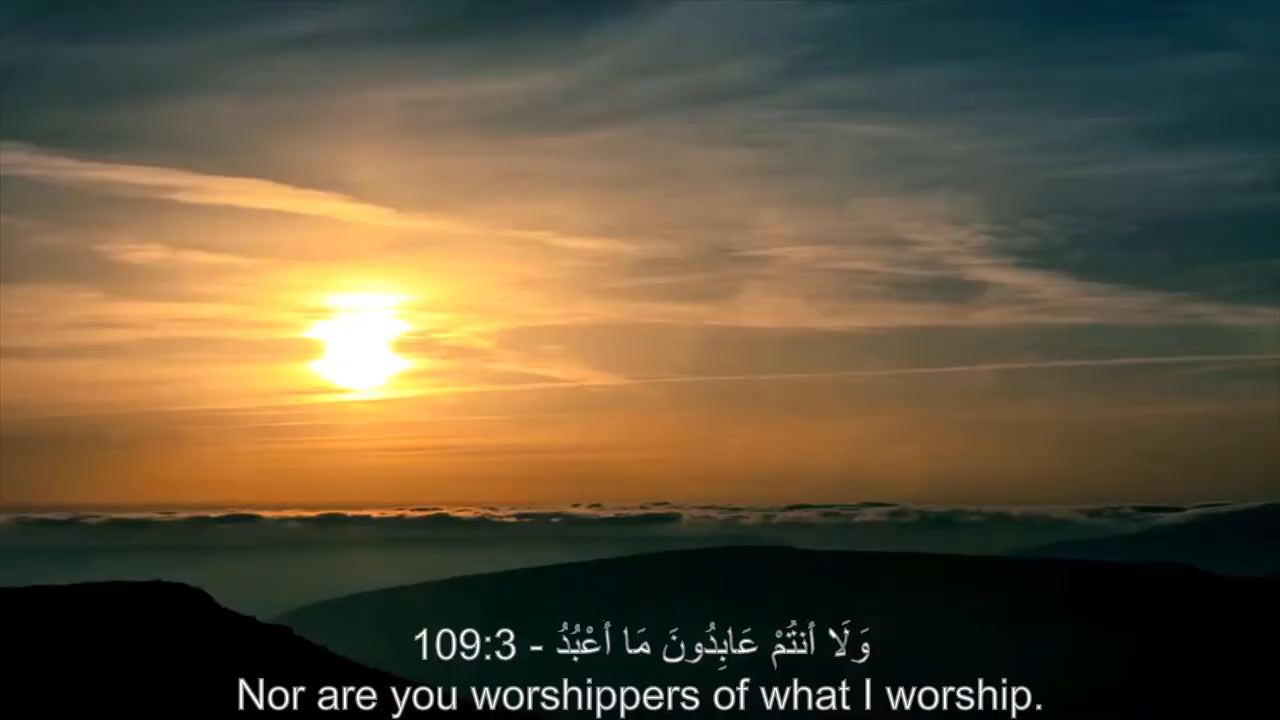 وَلَا أَنتُمْ عَابِدُونَ مَا أَعْبُدُ - 109:3
Nor are you worshippers of what I worship.